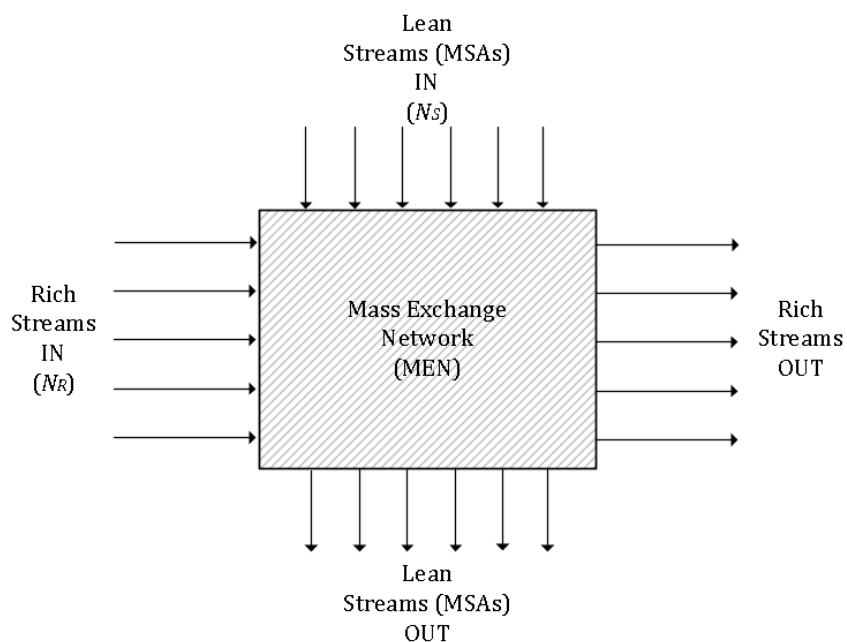 Lean
Streams (MSAs)
IN
(NS)
Rich
Streams
IN
(NR)
Mass Exchange
Network
(MEN)
Rich
Streams
OUT
Lean
Streams (MSAs)
OUT